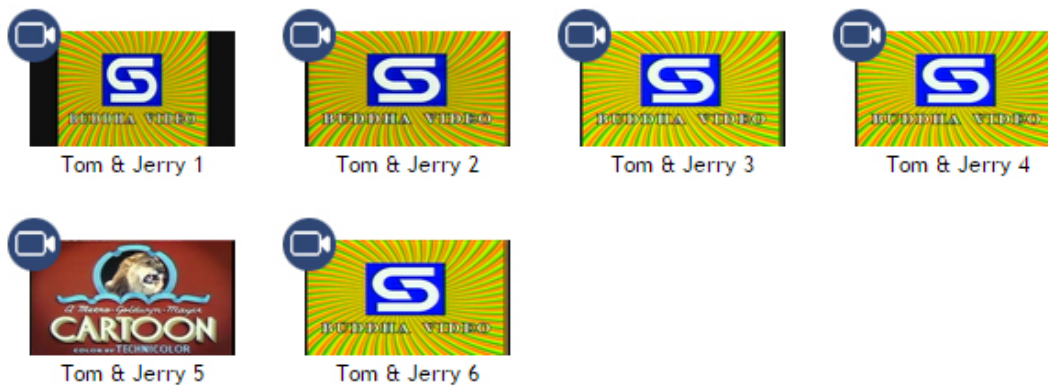 BUDDHA VIDEO
BUDDHA VIDEO
BUDDHA VIDEO
BUDDHA VIDEO
Tom & Jerry 1
Tom & Jerry 2
Tom & Jerry 3
Tom & Jerry 4
A Metro-Goldwyn-Mayer
CARTOON
COLOR BY TECHNICOLOR
BUDDHA VIDEO
Tom & Jerry 5
Tom & Jerry 6